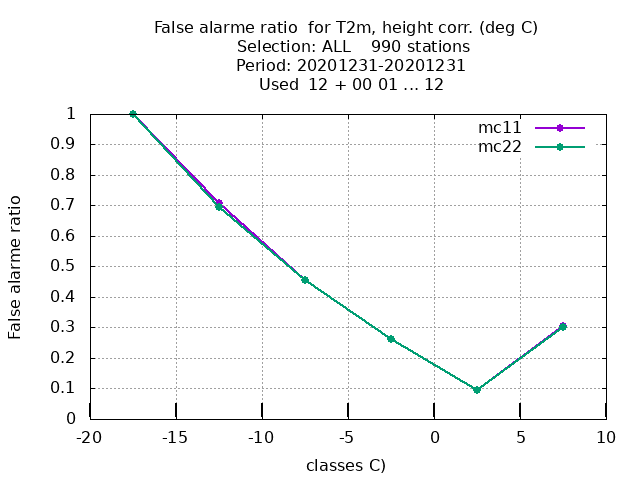 False alarme ratio  for T2m, height corr. (deg C)
Selection: ALL    990 stations
Period: 20201231-20201231
Used  12 + 00 01 ... 12
mc11
mc22
1
0.9
0.8
0.7
0.6
0.5
0.4
0.3
0.2
0.1
0
False alarme ratio
-20
-15
-10
-5
0
5
10
classes C)